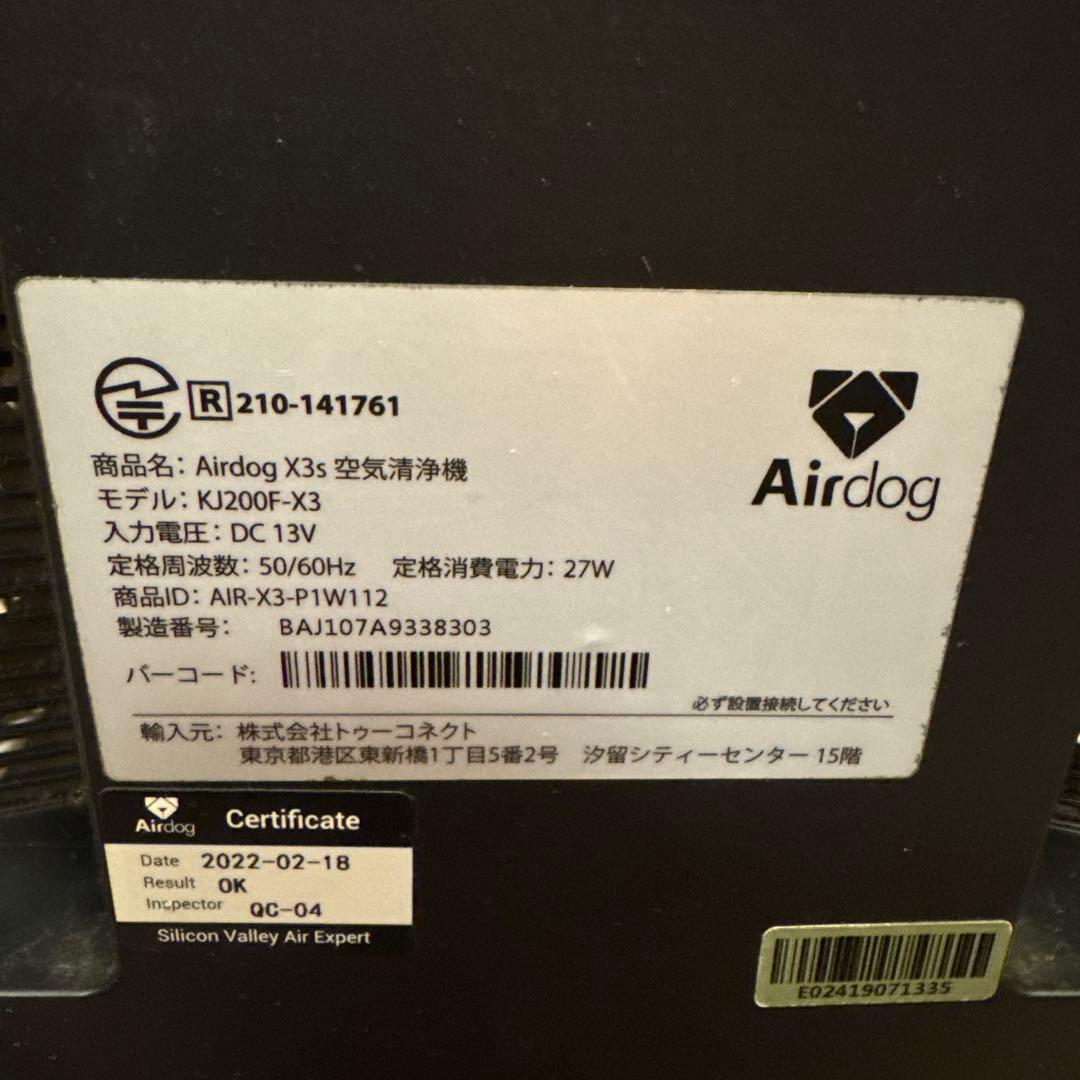 R 210-141761
Airdog
商品名: Airdog X3s 空気清浄機
モデル: KJ200F-X3
入力電圧: DC 13V
定格周波数: 50/60Hz 定格消費電力: 27W
商品ID: AIR-X3-P1W112
製造番号: BAJ107A9338303
バーコード:
必ず設置接続してください
輸入元: 株式会社トゥーコネクト
東京都港区東新橋1丁目5番2号 汐留シティーセンター 15階
Airdog Certificate
Date 2022-02-18
Result OK
Inspector QC-04
Silicon Valley Air Expert
E02419071335